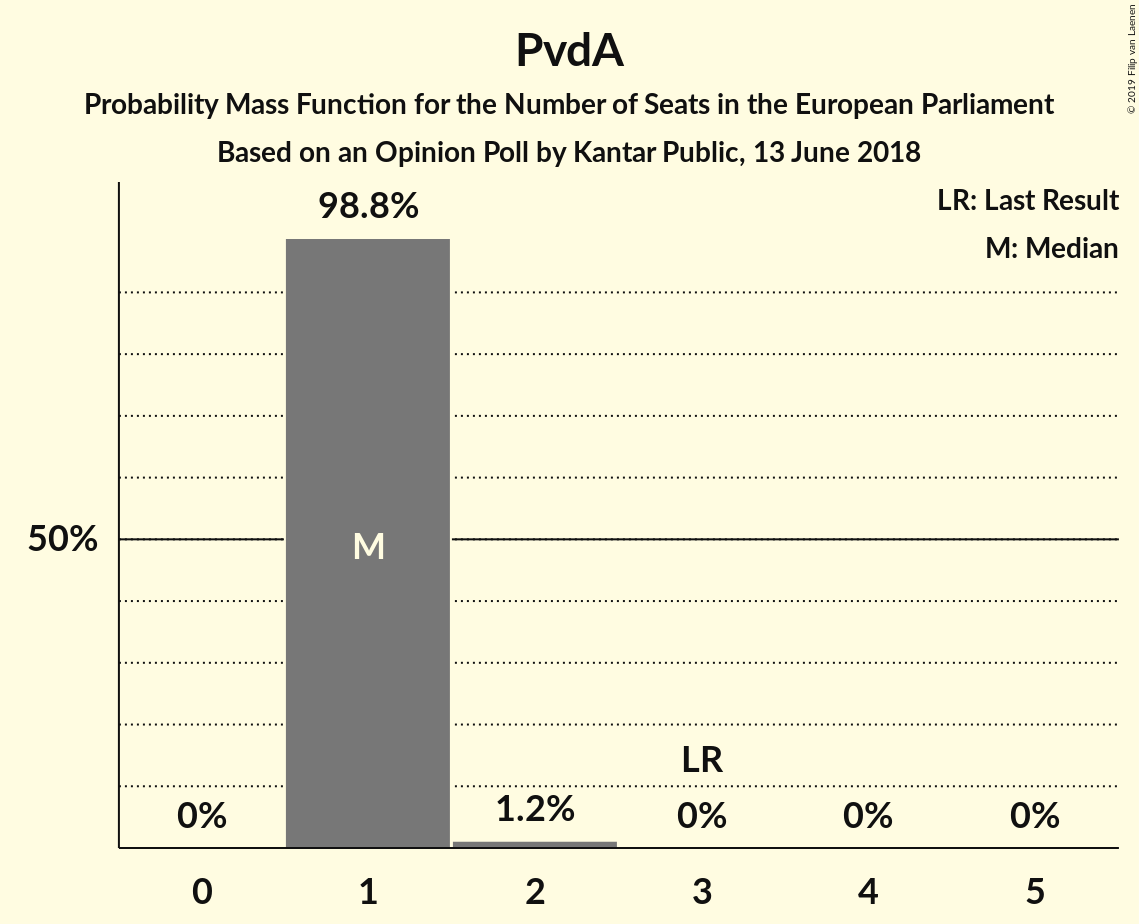 PvdA
Probability Mass Function for the Number of Seats in the European Parliament
Based on an Opinion Poll by Kantar Public, 13 June 2018
© 2019 Filip van Laenen
LR: Last Result
M: Median
98.8%
50%
M
LR
0%
1.2%
0%
0%
0%
0 1 2 3 4 5